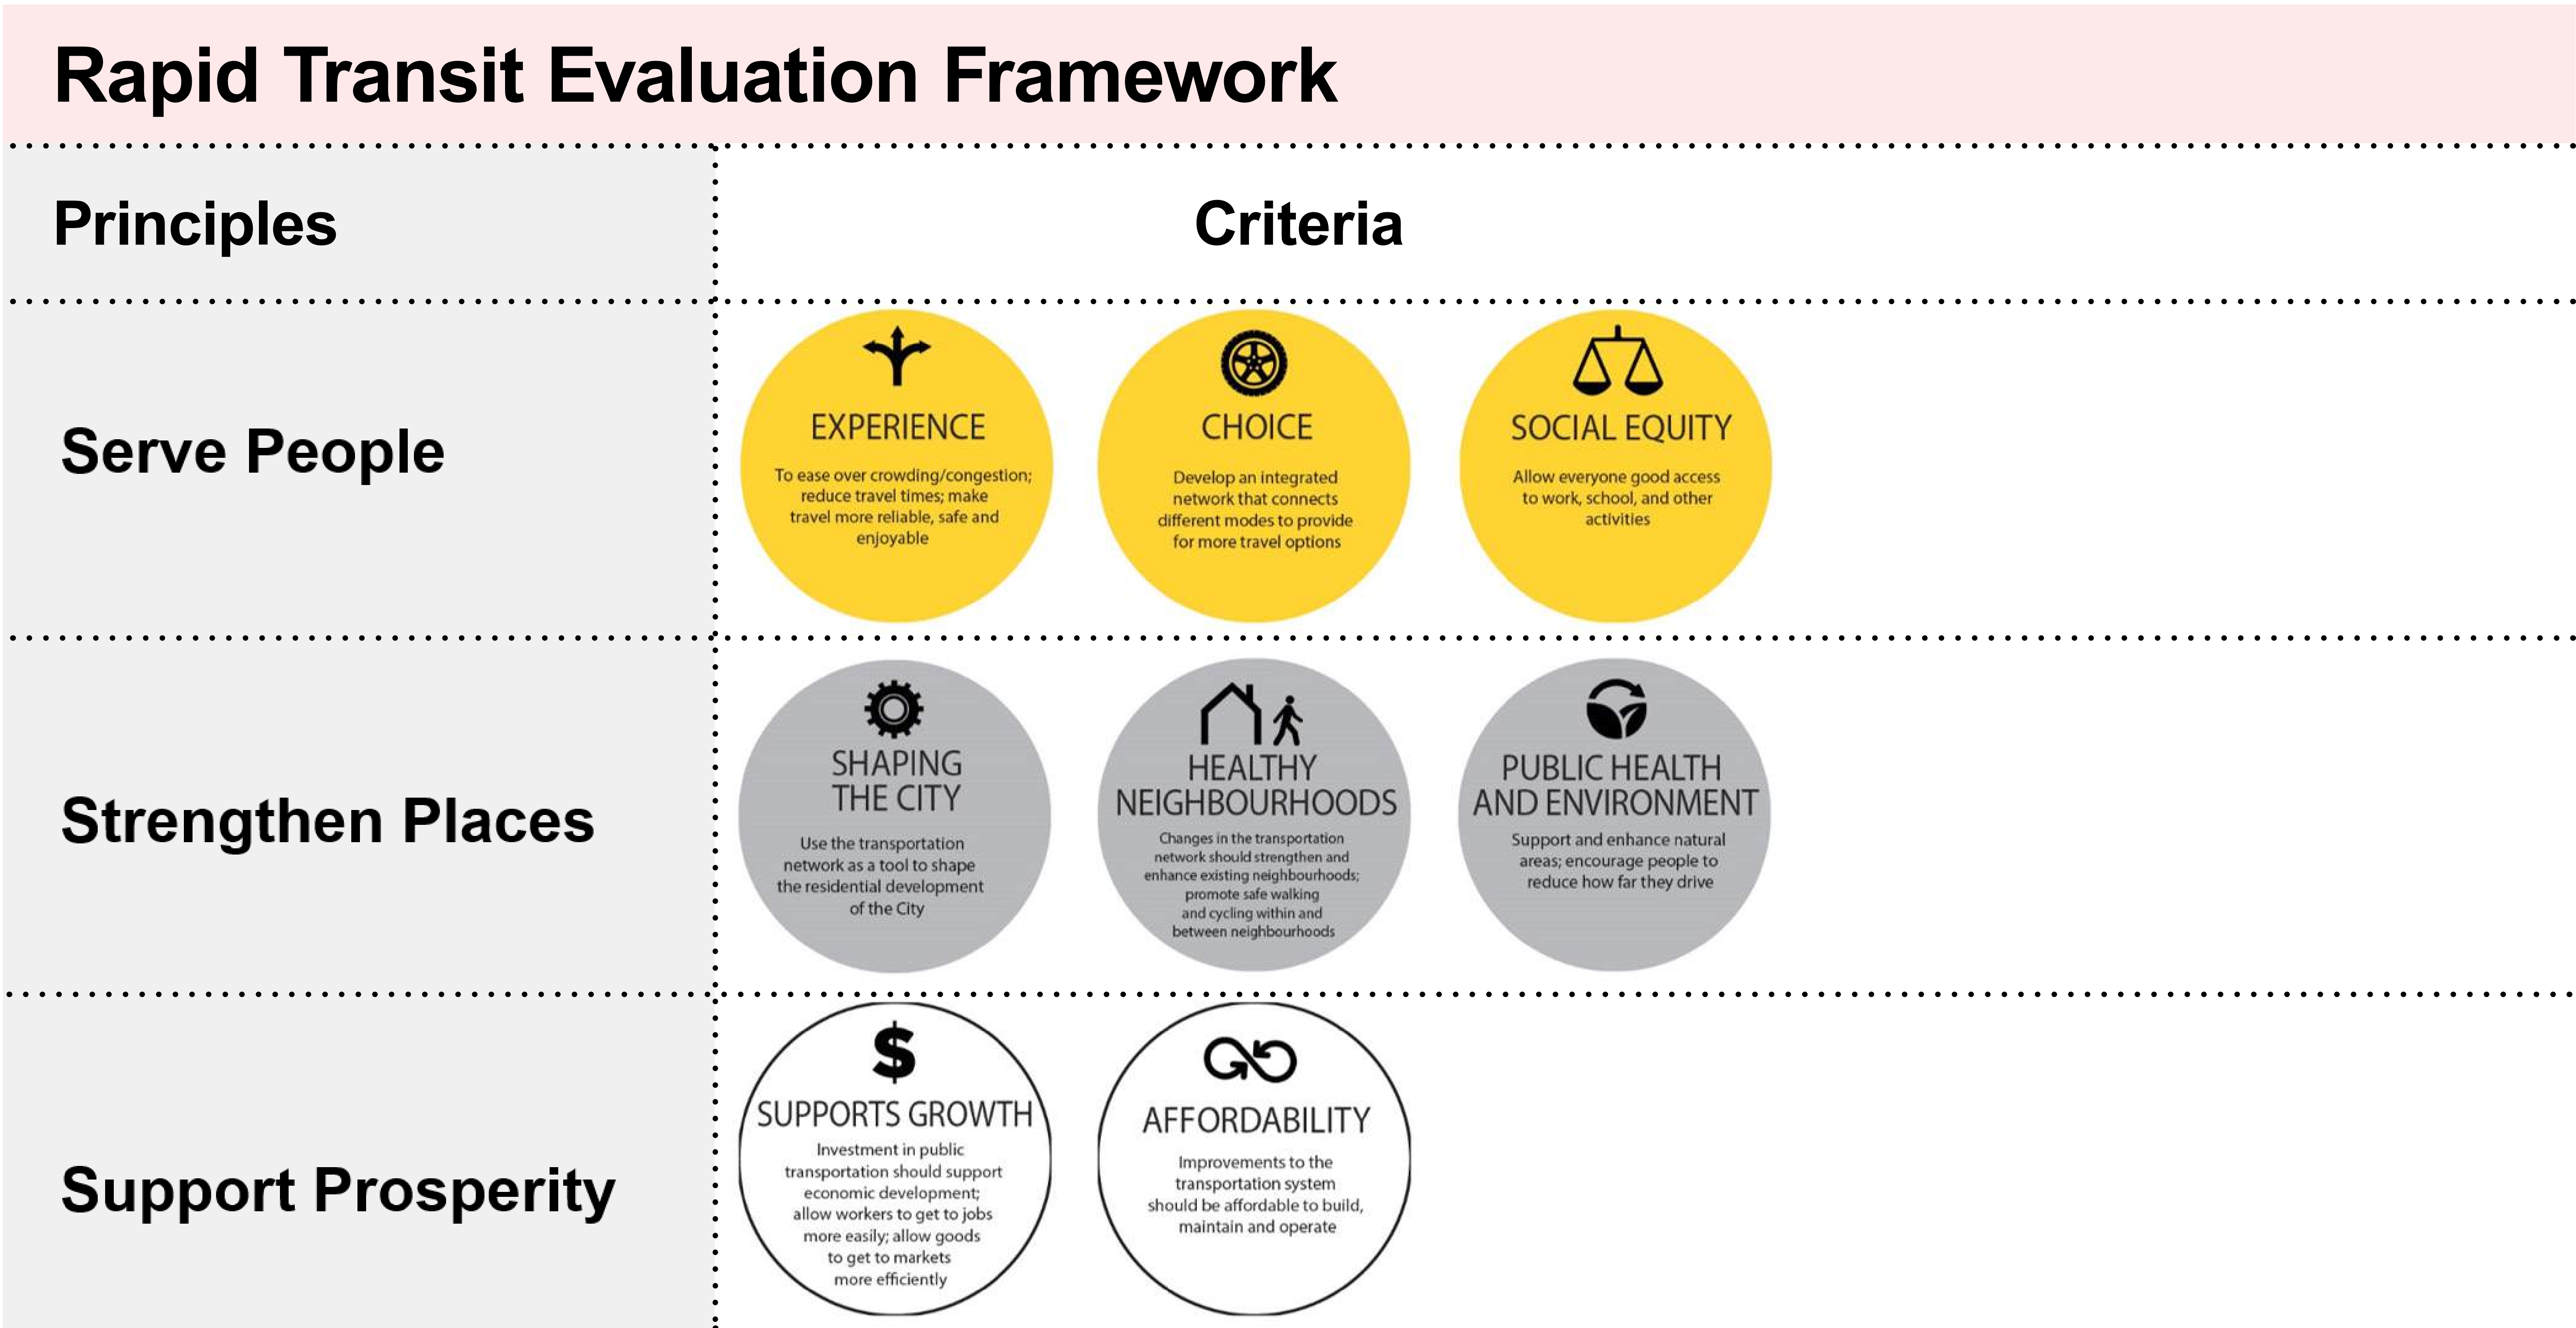 Rapid Transit Evaluation Framework
Principles
Criteria
Serve People
EXPERIENCE
To ease over crowding/congestion;
reduce travel times; make
travel more reliable, safe and
enjoyable
CHOICE
Develop an integrated
network that connects
different modes to provide
for more travel options
SOCIAL EQUITY
Allow everyone good access
to work, school, and other
activities
Strengthen Places
SHAPING
THE CITY
Use the transportation
network as a tool to shape
the residential development
of the City
HEALTHY
NEIGHBOURHOODS
Changes in the transportation
network should strengthen and
enhance existing neighbourhoods;
promote safe walking
and cycling within and
between neighbourhoods
PUBLIC HEALTH
AND ENVIRONMENT
Support and enhance natural
areas; encourage people to
reduce how far they drive
Support Prosperity
$
SUPPORTS GROWTH
Investment in public
transportation should support
economic development;
allow workers to get to jobs
more easily; allow goods
to get to markets
more efficiently
AFFORDABILITY
Improvements to the
transportation system
should be affordable to build,
maintain and operate